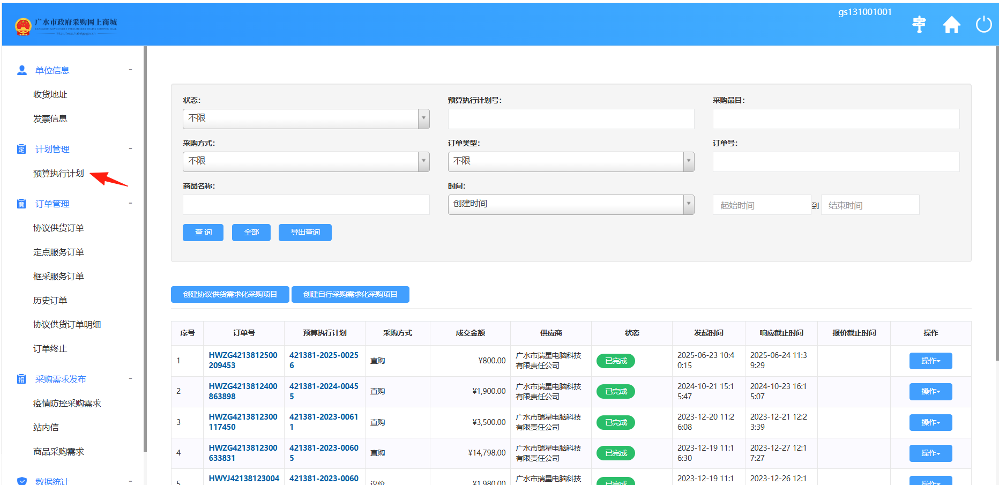 gs131001001
广水市政府采购网上商城
单位信息 -
收货地址
发票信息
定 计划管理 -
预算执行计划
竞 订单管理 -
协议供货订单
定点服务订单
框采服务订单
历史订单
协议供货订单明细
订单终止
招 采购需求发布 -
疫情防控采购需求
站内信
商品采购需求
数据统计 -
状态: 预算执行计划号: 采购品目:
不限
采购方式: 订单类型: 订单号:
不限 不限
商品名称: 时间:
创建时间 起始时间 到 结束时间
查 询 全部 导出查询
创建协议供货需求化采购项目 创建自行采购需求化采购项目
序号 订单号 预算执行计划 采购方式 成交金额 供应商 状态 发起时间 响应截止时间 报价截止时间 操作
1 HWZG4213812500209453 421381-2025-00256 直购 ¥800.00 广水市瑞星电脑科技有限责任公司 已完成 2025-06-23 10:40:15 2025-06-24 11:39:29 操作
2 HWZG4213812400863898 421381-2024-00455 直购 ¥1,900.00 广水市瑞星电脑科技有限责任公司 已完成 2024-10-21 15:15:47 2024-10-23 16:15:07 操作
3 HWZG4213812300117450 421381-2023-00611 直购 ¥3,500.00 广水市瑞星电脑科技有限责任公司 已完成 2023-12-20 11:26:08 2023-12-21 12:23:39 操作
4 HWZG4213812300633831 421381-2023-00605 直购 ¥14,798.00 广水市瑞星电脑科技有限责任公司 已完成 2023-12-19 11:16:30 2023-12-27 12:17:27 操作
5 HWYJ42138123004 421381-2023-0060 议价 ¥1,980.00 广水市瑞星电脑科技 已完成 2023-12-19 11:1 2023-12-26 12:1 操作